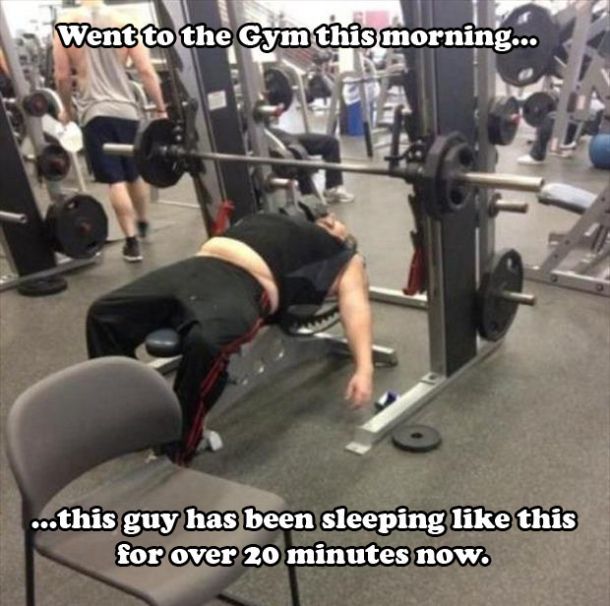 Went to the Gym this morning...
...this guy has been sleeping like this
for over 20 minutes now.